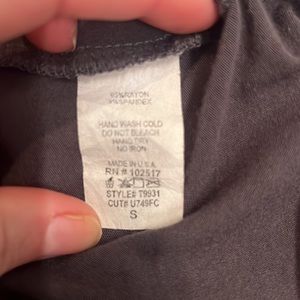 95%RAYON
5%SPANDEX
HAND WASH COLD
DO NOT BLEACH
HANG DRY
NO IRON
MADE IN U.S.A.
RN # 102517
STYLE# T9931
CUT# U749FC
S